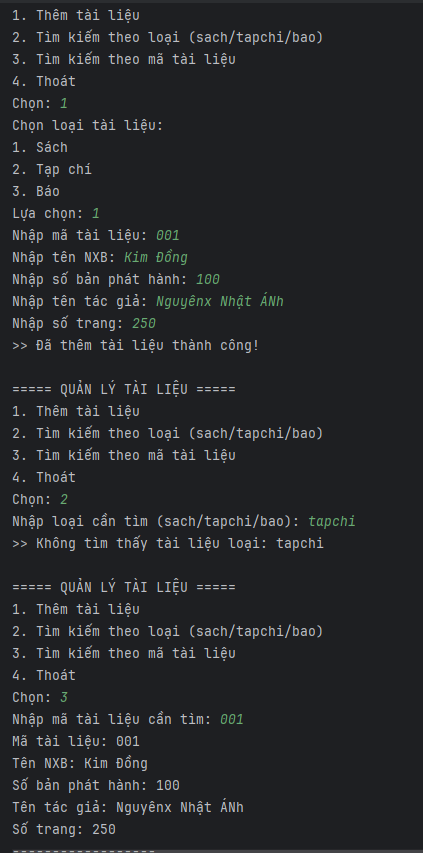 1. Thêm tài liệu
2. Tìm kiếm theo loại (sach/tapchi/bao)
3. Tìm kiếm theo mã tài liệu
4. Thoát
Chọn: 1
Chọn loại tài liệu:
1. Sách
2. Tạp chí
3. Báo
Lựa chọn: 1
Nhập mã tài liệu: 001
Nhập tên NXB: Kim Đồng
Nhập số bản phát hành: 100
Nhập tên tác giả: Nguyênx Nhật ÁNh
Nhập số trang: 250
>> Đã thêm tài liệu thành công!

===== QUẢN LÝ TÀI LIỆU =====
1. Thêm tài liệu
2. Tìm kiếm theo loại (sach/tapchi/bao)
3. Tìm kiếm theo mã tài liệu
4. Thoát
Chọn: 2
Nhập loại cần tìm (sach/tapchi/bao): tapchi
>> Không tìm thấy tài liệu loại: tapchi

===== QUẢN LÝ TÀI LIỆU =====
1. Thêm tài liệu
2. Tìm kiếm theo loại (sach/tapchi/bao)
3. Tìm kiếm theo mã tài liệu
4. Thoát
Chọn: 3
Nhập mã tài liệu cần tìm: 001
Mã tài liệu: 001
Tên NXB: Kim Đồng
Số bản phát hành: 100
Tên tác giả: Nguyênx Nhật ÁNh
Số trang: 250
------------------